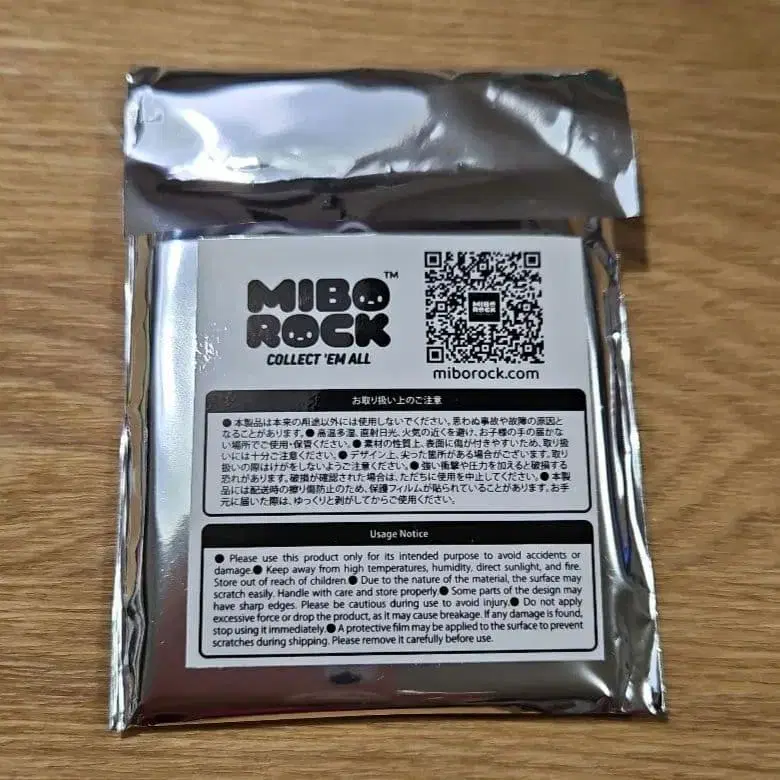 MIBO™
ROCK
COLLECT 'EM ALL
MIBO
ROCK
miborock.com
お取り扱い上のご注意
● 本製品は本来の用途以外には使用しないでください。思わぬ事故や故障の原因と
なることがあります。● 高温多湿、直射日光、火気の近くを避け、お子様の手の届かな
い場所でご使用・保管ください。● 素材の性質上、表面に傷が付きやすいため、取り扱
いには十分ご注意ください。● デザイン上、尖った箇所がある場合がございます。取り
扱いの際はけがをしないようご注意ください。● 強い衝撃や圧力を加えると破損する
恐れがあります。破損が確認された場合は、ただちに使用を中止してください。● 本製
品には配送時の擦り傷防止のため、保護フィルムが貼られていることがあります。お手
元に届いた際は、ゆっくりと剥がしてからご使用ください。
Usage Notice
● Please use this product only for its intended purpose to avoid accidents or
damage.● Keep away from high temperatures, humidity, direct sunlight, and fire.
Store out of reach of children.● Due to the nature of the material, the surface may
scratch easily. Handle with care and store properly.● Some parts of the design may
have sharp edges. Please be cautious during use to avoid injury.● Do not apply
excessive force or drop the product, as it may cause breakage. If any damage is found,
stop using it immediately.● A protective film may be applied to the surface to prevent
scratches during shipping. Please remove it carefully before use.